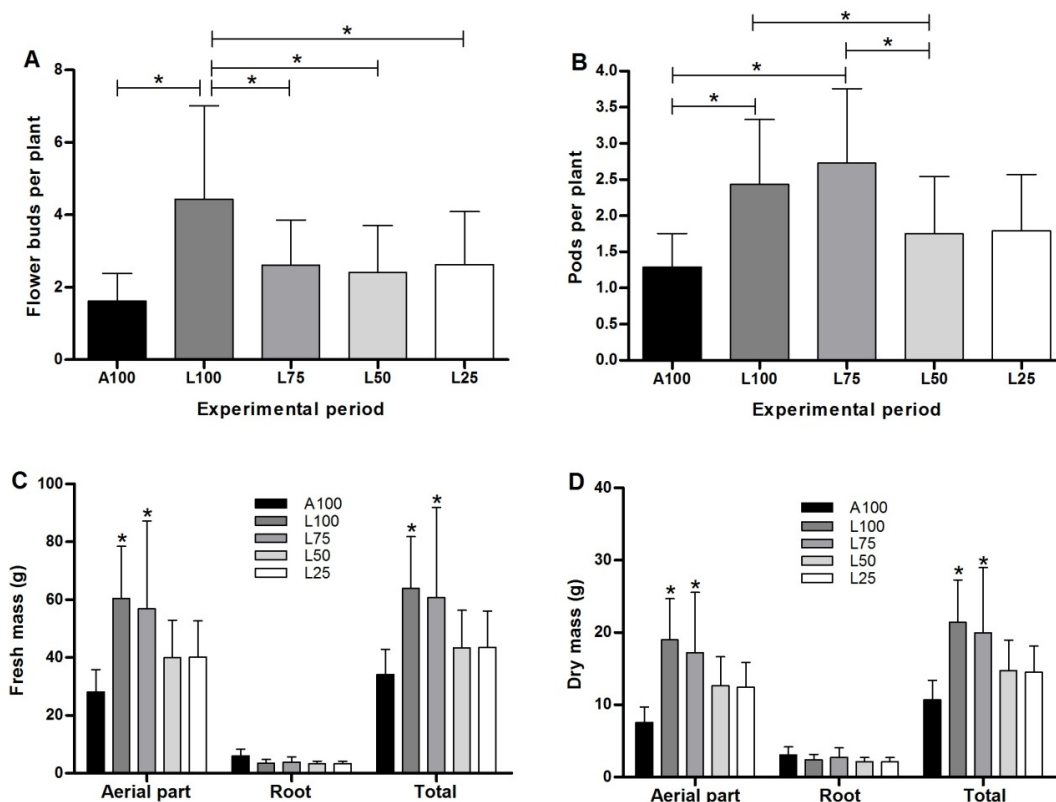 A
Flower buds per plant
8
6
4
2
0
* * * *
A100 L100 L75 L50 L25
Experimental period
B
Pods per plant
4.0
3.5
3.0
2.5
2.0
1.5
1.0
0.5
0.0
* * * *
A100 L100 L75 L50 L25
Experimental period
C
Fresh mass (g)
100
80
60
40
20
0
* * * *
A100
L100
L75
L50
L25
Aerial part Root Total
D
Dry mass (g)
40
30
20
10
0
* * * *
A100
L100
L75
L50
L25
Aerial part Root Total